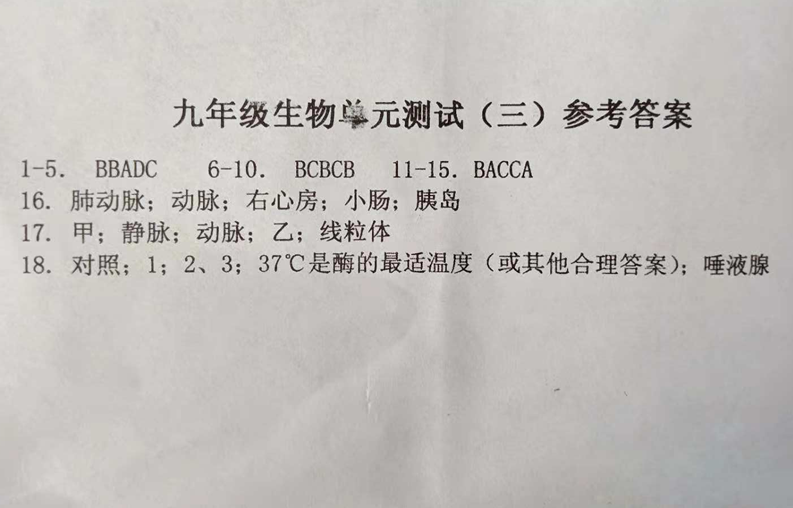 九年级生物单元测试（三）参考答案
1-5． BBADC 6-10． BCBCB 11-15．BACCA
16．肺动脉；动脉；右心房；小肠；胰岛
17．甲；静脉；动脉；乙；线粒体
18．对照；1；2、3；37℃是酶的最适温度（或其他合理答案）；唾液腺